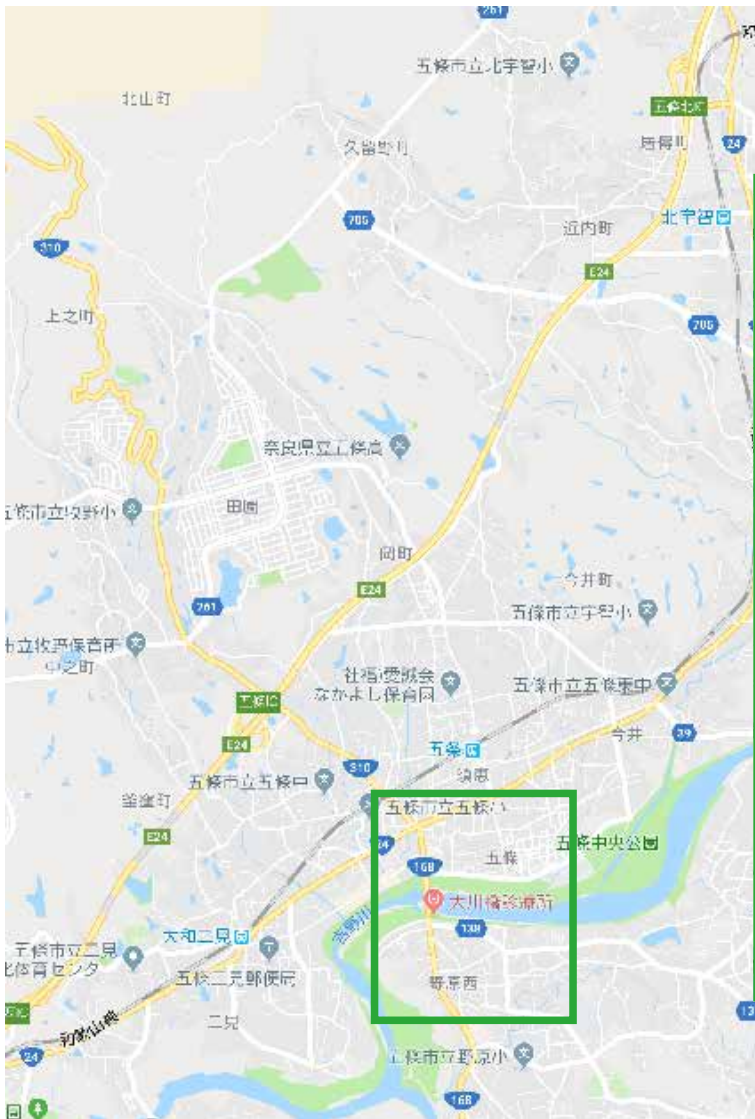 261
五條市立北宇智小
北山町
五條北IC
24
居傳町
久留野町
北宇智
705
近内町
310
E24
上之町
705
奈良県立五條高
五條市立牧野小
田園
岡町
E24
今井町
261
五條市立宇智小
市立牧野保育所
中之町
社福)愛誠会
なかよし保育園
五條市立五條東中
五條IC
今井
39
E24
五条
310
須恵
五條市立五條中
釜窪町
五條市立五條小
E24
24
五條中央公園
五條
168
大川橋診療所
吉野川
138
大和二見
五條市立二見
北体育センタ
五條二見郵便局
野原西
二見
和歌山線
24
五條市立野原小
168